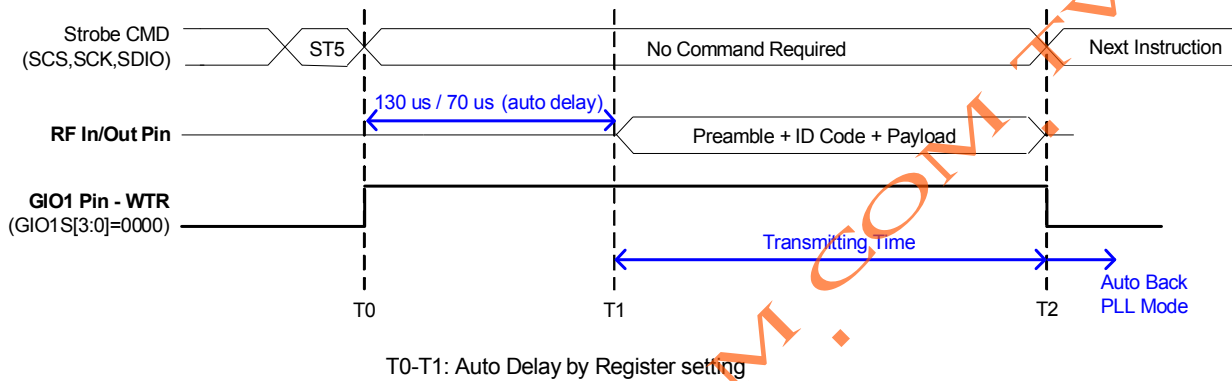 Strobe CMD
(SCS,SCK,SDIO)
ST5
No Command Required
Next Instruction
130 us / 70 us (auto delay)
RF In/Out Pin
Preamble + ID Code + Payload
GIO1 Pin - WTR
(GIO1S[3:0]=0000)
Transmitting Time
Auto Back
PLL Mode
T0
T1
T2
T0-T1: Auto Delay by Register setting
M.COM.TW